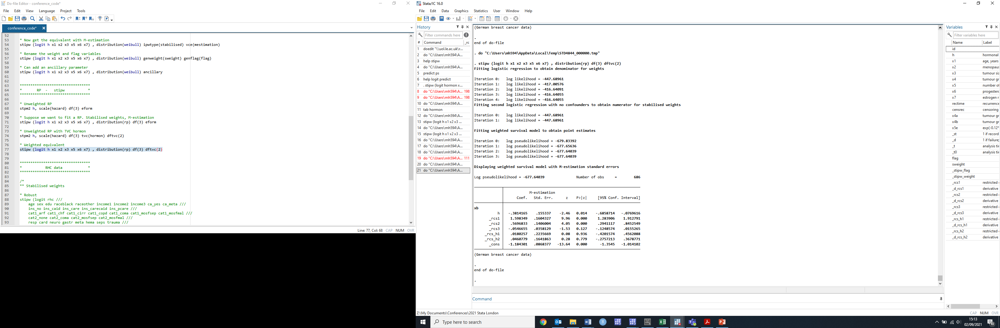 Do-file Editor - conference_code*
File Edit View Language Project Tools
conference_code*
52
53 * Now get the equivalent with M-estimation
54 stipw (logit h x1 x2 x3 x5 x6 x7) , distribution(weibull) ipwtype(stabilised) vce(mestimation)
55
56 * Rename the weight and flag variables
57 stipw (logit h x1 x2 x3 x5 x6 x7) , distribution(weibull) genweight(sweight) genflag(flag)
58
59 * Can add an ancillary parameter
60 stipw (logit h x1 x2 x3 x5 x6 x7) , distribution(weibull) ancillary
61
62
63 *********************************
64 * RP - stipw *
65 *********************************
66
67 * Unweighted RP
68 stpm2 h, scale(hazard) df(3) eform
69
70 * Suppose we want to fit a RP. Stabilised weights, M-estimation
71 stipw (logit h x1 x2 x3 x5 x6 x7) , distribution(rp) df(3) eform
72
73 * Unweighted RP with TVC hormon
74 stpm2 h, scale(hazard) df(3) tvc(hormon) dftvc(2)
75
76 * Weighted equivalent
77 stipw (logit h x1 x2 x3 x5 x6 x7) , distribution(rp) df(3) dftvc(2)
78
79
80 *********************************
81 * RHC data *
82 *********************************
83
84 /*
85 ** Stabilised weights
86
87 * Robust
88 stipw (logit rhc ///
89 age sex edu raceblack raceother income1 income2 income3 ca_yes ca_meta ///
90 ins_no ins_caid ins_care ins_carecaid ins_pcare ///
91 cat1_arf cat1_chf cat1_cirr cat1_copd cat1_coma cat1_mosfsep cat1_mosfmal ///
92 cat2_none cat2_coma cat2_mosfsep cat2_mosfmal ///
93 resp card neuro gastr meta hema seps trauma ///
Line: 77, Col: 68 CAP NUM OVR
Stata/IC 16.0
File Edit Data Graphics Statistics User Window Help
History
Filter commands here
# Command _rc
1 doedit "\\uol.le.ac.uk\r...
2 do "C:\Users\mh594\A...
3 help stipw
4 do "C:\Users\mh594\A...
5 predict ps
6 help logit predict
7 . stipw (logit hormon x...
8 do "C:\Users\mh594\A... 198
9 do "C:\Users\mh594\A... 198
10 do "C:\Users\mh594\A...
11 tab hormon
12 do "C:\Users\mh594\A...
13 stipw (logit h x1 x2 x3 ...
14 do "C:\Users\mh594\A...
15 stipw (logit h x1 x2 x3 ...
16 do "C:\Users\mh594\A...
17 do "C:\Users\mh594\A...
18 do "C:\Users\mh594\A...
19 do "C:\Users\mh594\A... 111
20 do "C:\Users\mh594\A...
21 do "C:\Users\mh594\A...
(German breast cancer data)
.
end of do-file
. do "C:\Users\mh594\AppData\Local\Temp\STD4844_000000.tmp"
. stipw (logit h x1 x2 x3 x5 x6 x7) , distribution(rp) df(3) dftvc(2)
Fitting logistic regression to obtain denominator for weights
Iteration 0: log likelihood = -447.68961
Iteration 1: log likelihood = -417.00576
Iteration 2: log likelihood = -416.64091
Iteration 3: log likelihood = -416.64055
Iteration 4: log likelihood = -416.64055
Fitting second logistic regression with no confounders to obtain numerator for stabilised weights
Iteration 0: log likelihood = -447.68961
Iteration 1: log likelihood = -447.68961
Fitting weighted survival model to obtain point estimates
Iteration 0: log pseudolikelihood = -679.83392
Iteration 1: log pseudolikelihood = -677.65636
Iteration 2: log pseudolikelihood = -677.64039
Iteration 3: log pseudolikelihood = -677.64039
Displaying weighted survival model with M-estimation standard errors
Log pseudolikelihood = -677.64039 Number of obs = 686
M-estimation
Coef. Std. Err. z P>|z| [95% Conf. Interval]
xb
h -.3814165 .155337 -2.46 0.014 -.6858714 -.0769616
_rcs1 1.598349 .1604327 9.96 0.000 1.283906 1.912791
_rcs2 .5696833 .1406004 4.05 0.000 .2941117 .8452549
_rcs3 -.0546655 .0358129 -1.53 0.127 -.1248574 .0155265
_rcs_h1 .0180257 .2235669 0.08 0.936 -.4201574 .4562088
_rcs_h2 .0460779 .1641863 0.28 0.779 -.2757213 .3678771
_cons -1.184301 .0868377 -13.64 0.000 -1.3545 -1.014102
(German breast cancer data)
.
end of do-file
.
Command
Z:\My Documents\Conferences\2021 Stata London
CAP NUM OVR
Variables
Filter variables here
Name Label
id
h hormonal
x1 age, years
x2 menopaus
x3 tumour siz
x4 tumour gr
x5 number of
x6 progestero
x7 estrogen r
rectime recurrence
censrec censoring
x4a tumour gr
x4b tumour gr
x5e exp(-0.12*
_st 1 if record
_d 1 if failure;
_t analysis tin
_t0 analysis tin
flag
sweight
_stipw_flag
_stipw_weight
_rcs1 restricted
_d_rcs1 derivative
_rcs2 restricted
_d_rcs2 derivative
_rcs3 restricted
_d_rcs3 derivative
_rcs_h1 restricted
_d_rcs_h1 derivative
_rcs_h2 restricted
_d_rcs_h2 derivative
Type here to search
15:13
02/09/2021